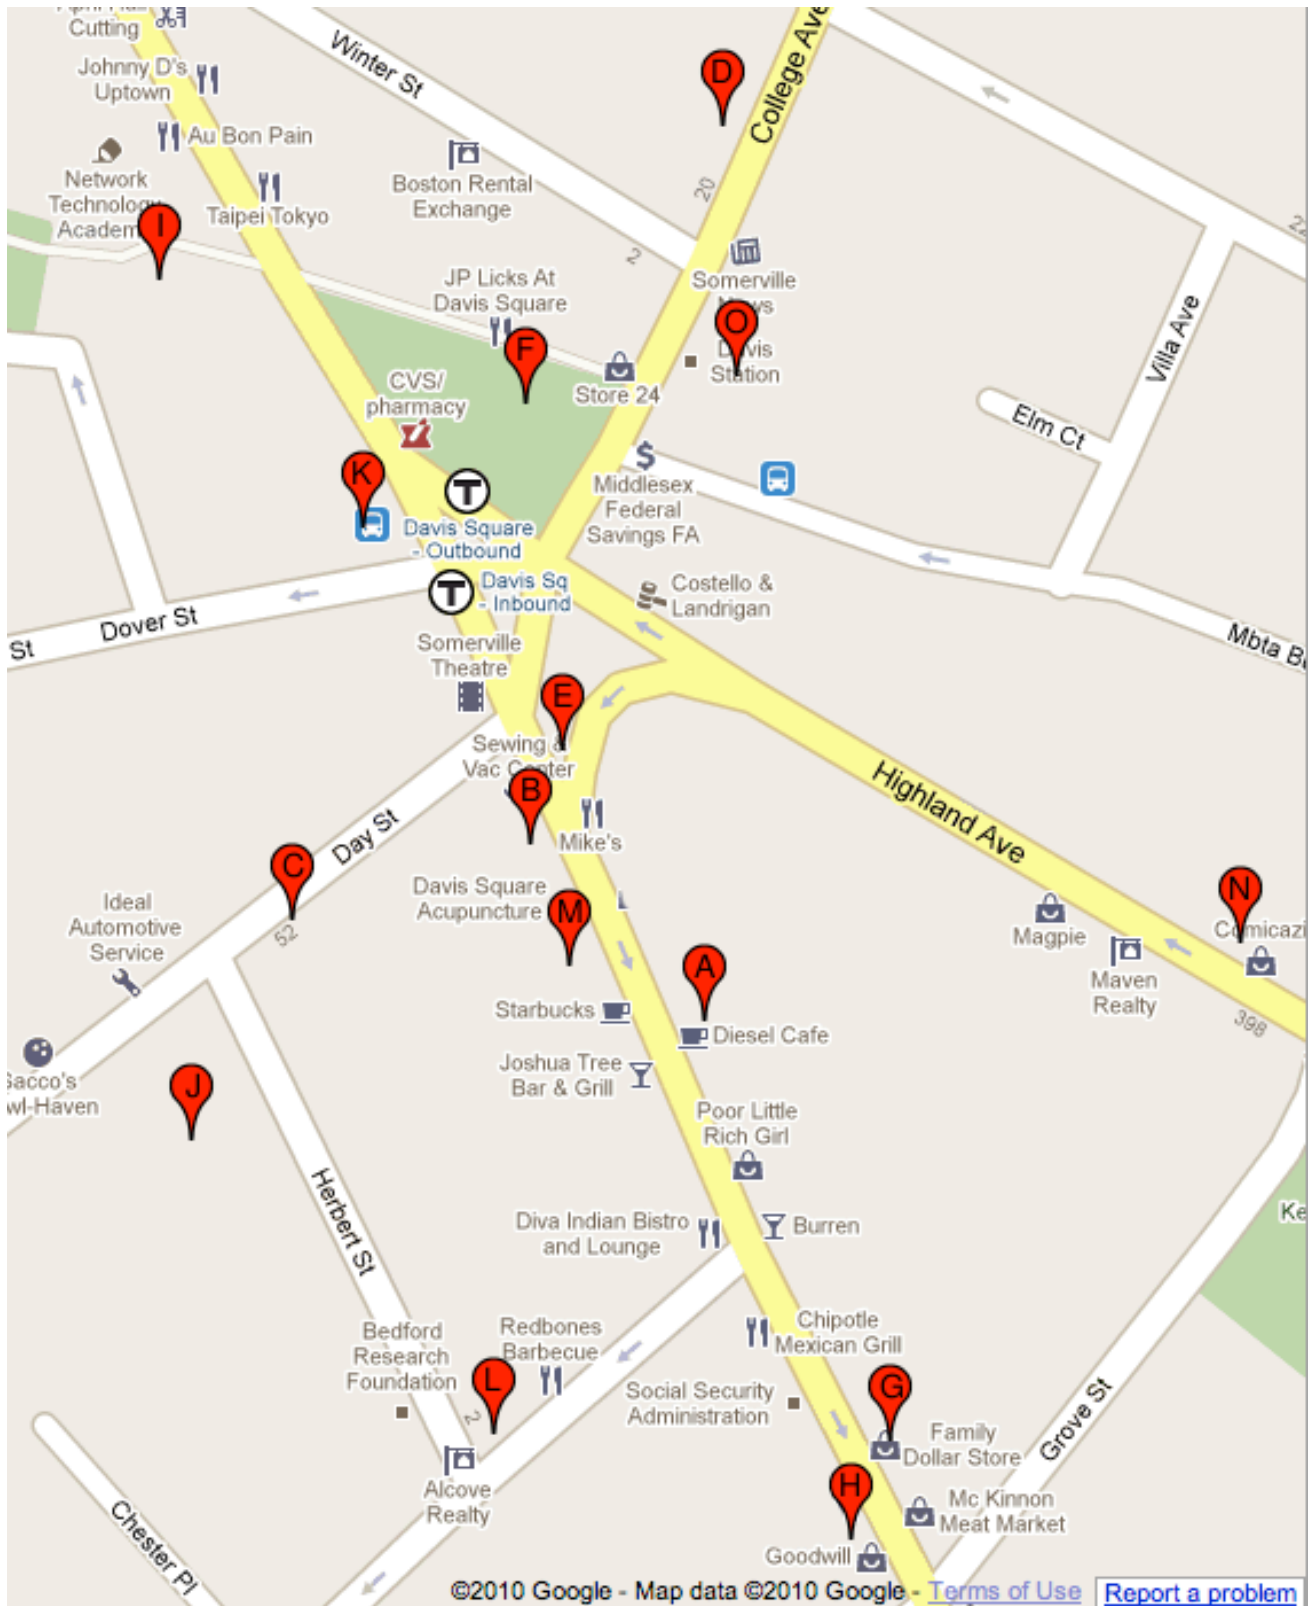 Cutting
Johnny D's
Uptown
Au Bon Pain
Network
Technology
Taipei Tokyo
I
Winter St
Boston Rental
Exchange
D
College Ave
20
2
Somerville
JP Licks At
Davis Square
F
O
Station
Store 24
CVS/
pharmacy
Villa Ave
Elm Ct
K
T
Davis Square
- Outbound
$
Middlesex
Federal
Savings FA
T
Davis Sq
- Inbound
Costello &
Landrigan
St
Dover St
Somerville
Theatre
E
Sewing &
Vac Center
B
Mike's
Highland Ave
Day St
C
52
Ideal
Automotive
Service
Davis Square
Acupuncture
M
N
Magpie
Maven
Realty
398
A
Starbucks
Diesel Cafe
Joshua Tree
Bar & Grill
J
Poor Little
Rich Girl
Herbert St
Diva Indian Bistro
and Lounge
Burren
Ke
Bedford
Research
Foundation
Redbones
Barbecue
L
2
Chipotle
Mexican Grill
Social Security
Administration
G
Family
Dollar Store
Grove St
Alcove
Realty
H
Mc Kinnon
Meat Market
Chester Pl
Goodwill
©2010 Google - Map data ©2010 Google - Terms of Use
Report a problem